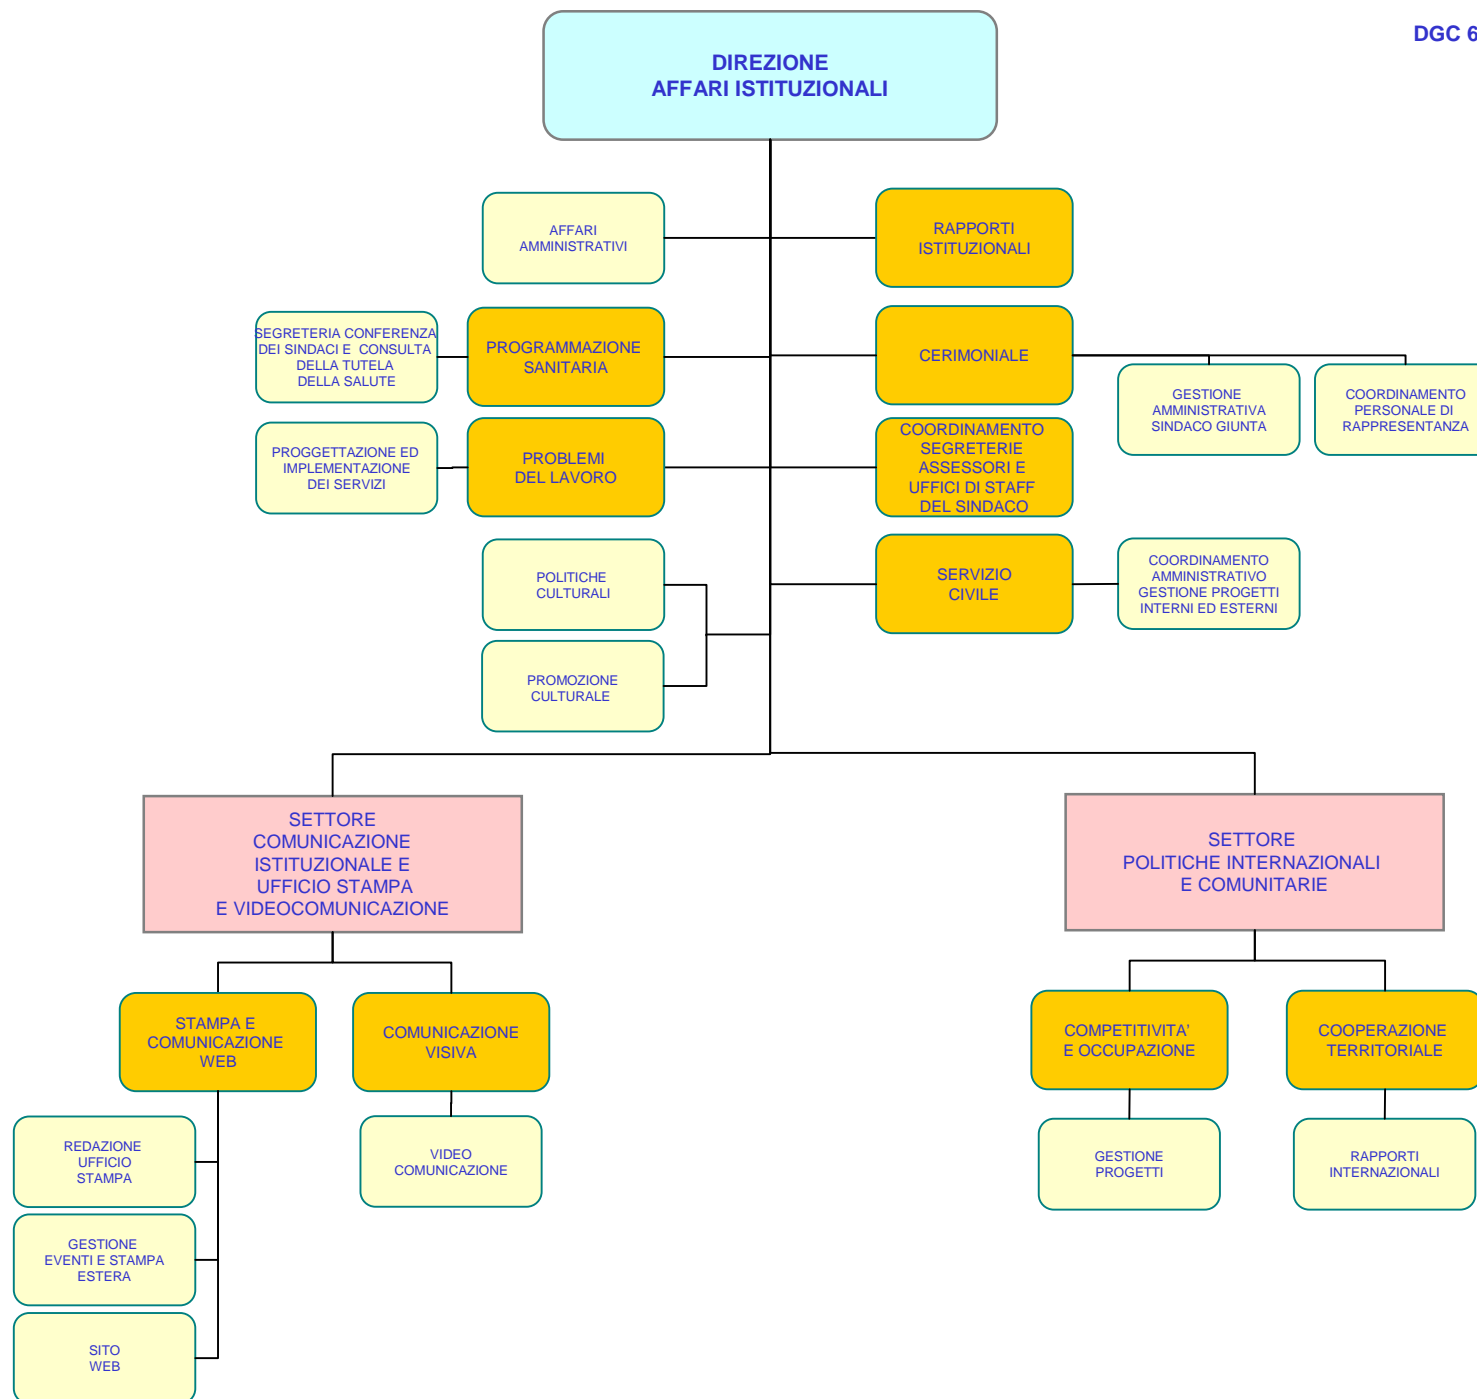 DIREZIONE
AFFARI ISTITUZIONALI
DGC 6
AFFARI
AMMINISTRATIVI
RAPPORTI
ISTITUZIONALI
SEGRETERIA CONFERENZA
DEI SINDACI E CONSULTA
DELLA TUTELA
DELLA SALUTE
PROGRAMMAZIONE
SANITARIA
CERIMONIALE
GESTIONE
AMMINISTRATIVA
SINDACO GIUNTA
COORDINAMENTO
PERSONALE DI
RAPPRESENTANZA
PROGGETTAZIONE ED
IMPLEMENTAZIONE
DEI SERVIZI
PROBLEMI
DEL LAVORO
COORDINAMENTO
SEGRETERIE
ASSESSORI E
UFFICI DI STAFF
DEL SINDACO
POLITICHE
CULTURALI
SERVIZIO
CIVILE
COORDINAMENTO
AMMINISTRATIVO
GESTIONE PROGETTI
INTERNI ED ESTERNI
PROMOZIONE
CULTURALE
SETTORE
COMUNICAZIONE
ISTITUZIONALE E
UFFICIO STAMPA
E VIDEOCOMUNICAZIONE
SETTORE
POLITICHE INTERNAZIONALI
E COMUNITARIE
STAMPA E
COMUNICAZIONE
WEB
COMUNICAZIONE
VISIVA
COMPETITIVITA'
E OCCUPAZIONE
COOPERAZIONE
TERRITORIALE
REDAZIONE
UFFICIO
STAMPA
VIDEO
COMUNICAZIONE
GESTIONE
PROGETTI
RAPPORTI
INTERNAZIONALI
GESTIONE
EVENTI E STAMPA
ESTERA
SITO
WEB